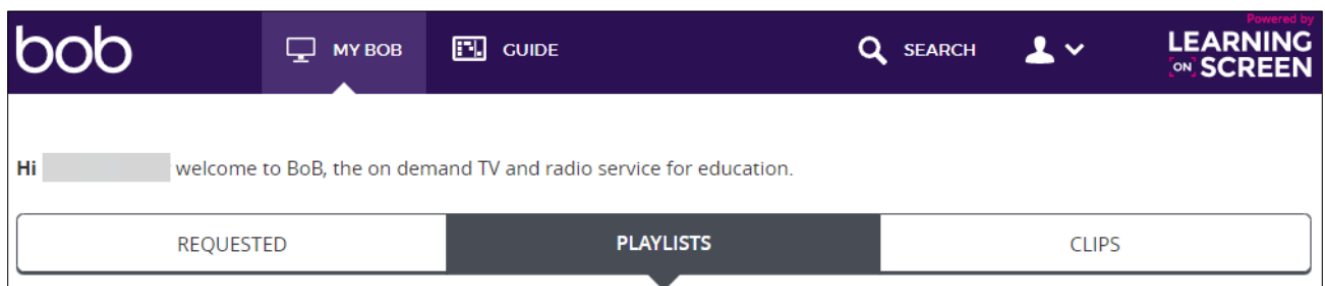 bob
MY BOB
GUIDE
SEARCH
Powered by
LEARNING
ON SCREEN
Hi welcome to BoB, the on demand TV and radio service for education.
REQUESTED
PLAYLISTS
CLIPS